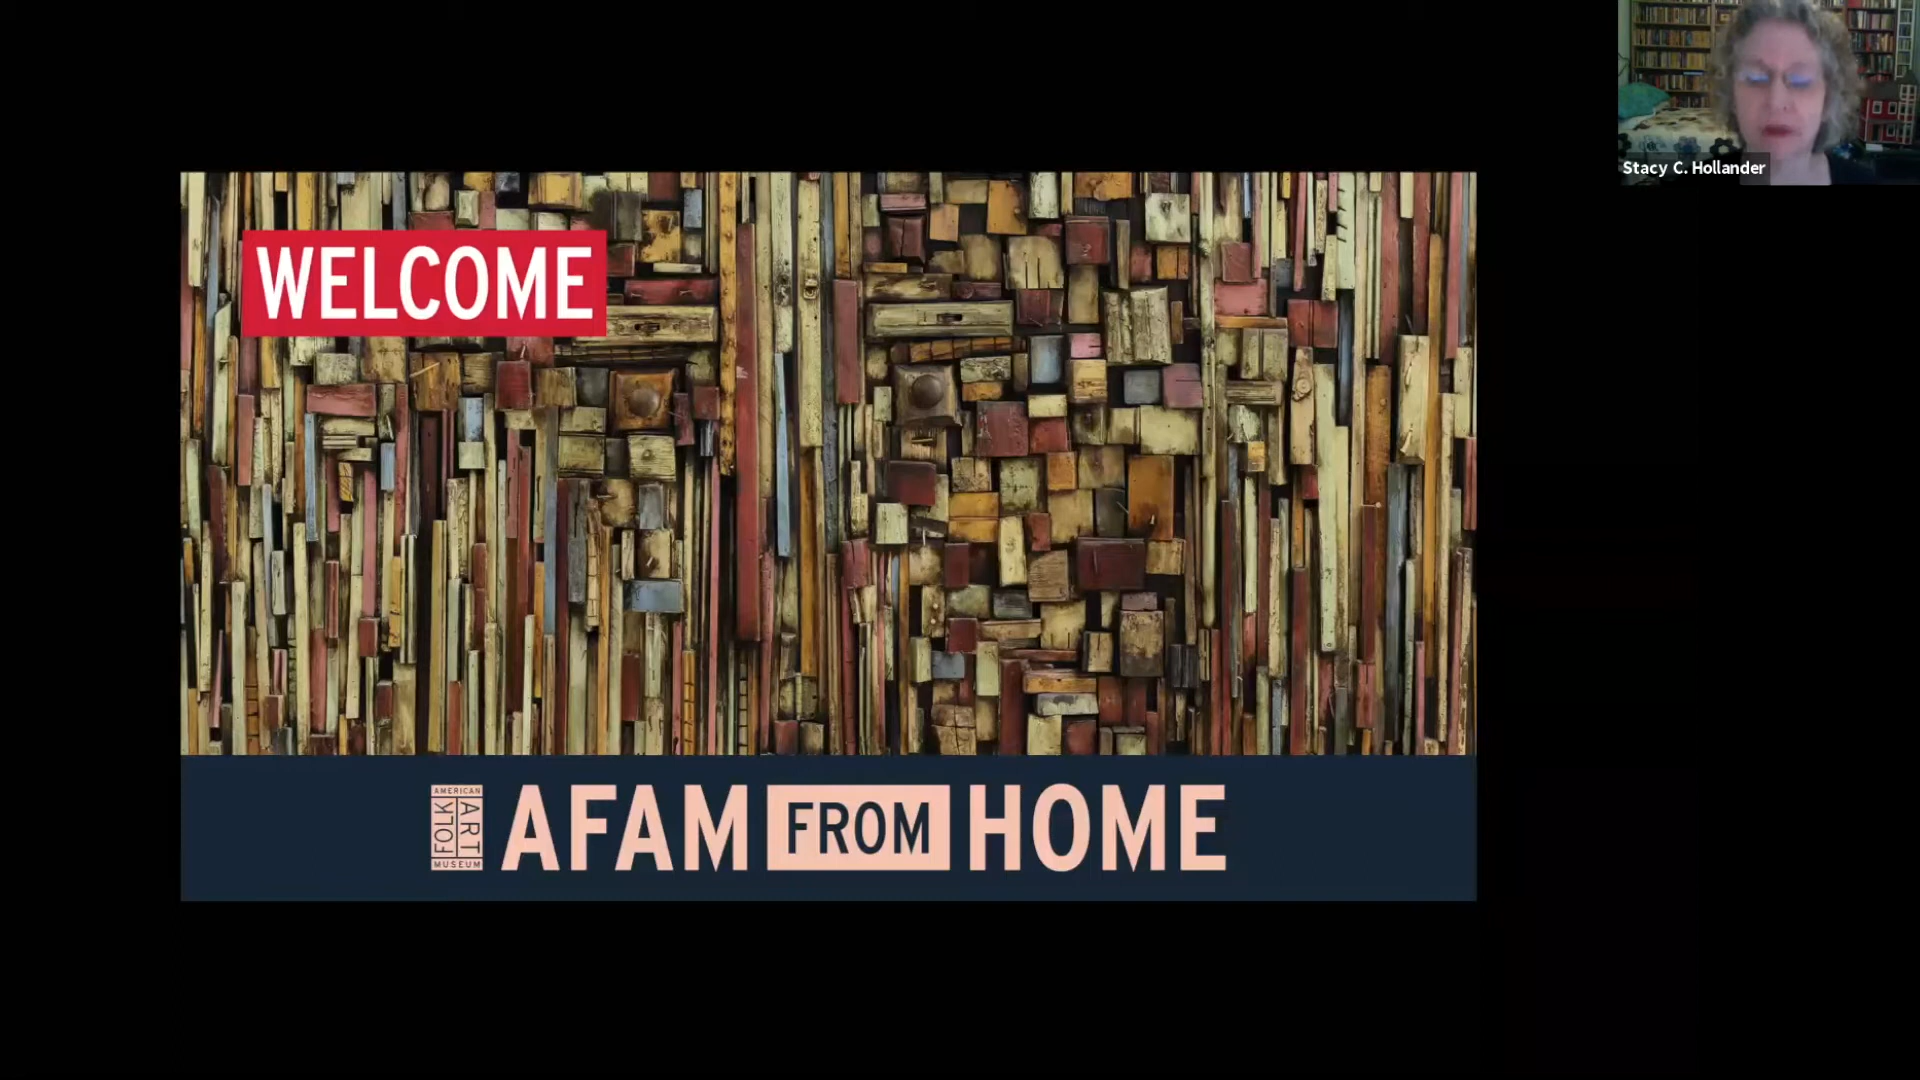 WELCOME
Stacy C. Hollander
AMERICAN
FOLK
ART
MUSEUM
AFAM FROM HOME